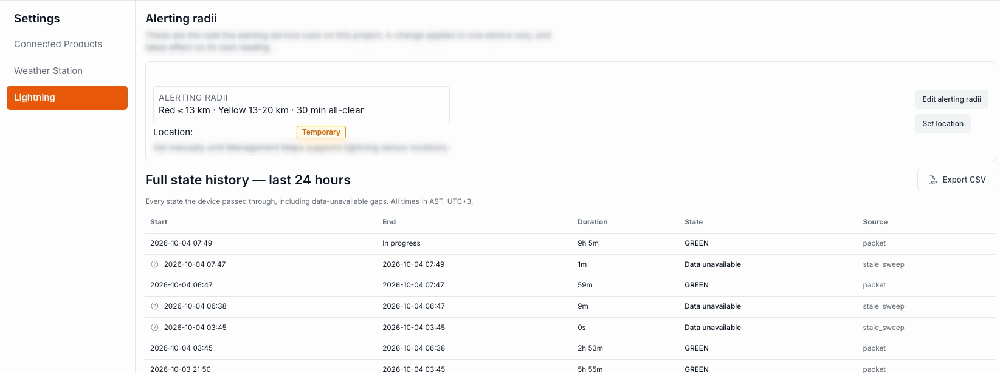 Settings
Connected Products
Weather Station
Lightning
Alerting radii
ALERTING RADII
Red ≤ 13 km · Yellow 13-20 km · 30 min all-clear
Location:
Temporary
Edit alerting radii
Set location
Full state history — last 24 hours
Export CSV
Every state the device passed through, including data-unavailable gaps. All times in AST, UTC+3.
Start End Duration State Source
2026-10-04 07:49 In progress 9h 5m GREEN packet
2026-10-04 07:47 2026-10-04 07:49 1m Data unavailable stale_sweep
2026-10-04 06:47 2026-10-04 07:47 59m GREEN packet
2026-10-04 06:38 2026-10-04 06:47 9m Data unavailable stale_sweep
2026-10-04 03:45 2026-10-04 03:45 0s Data unavailable stale_sweep
2026-10-04 03:45 2026-10-04 06:38 2h 53m GREEN packet
2026-10-03 21:50 2026-10-04 03:45 5h 55m GREEN packet